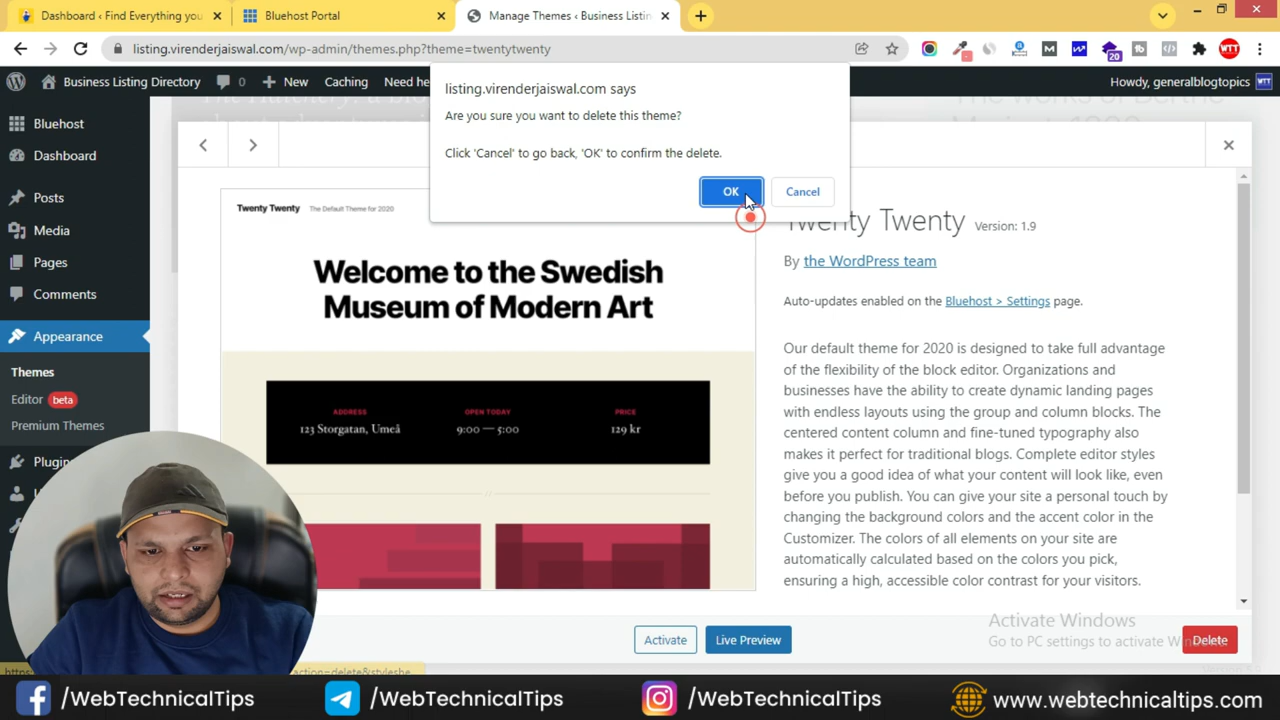 Dashboard ‹ Find Everything you
Bluehost Portal
Manage Themes ‹ Business Listin
listing.virenderjaiswal.com/wp-admin/themes.php?theme=twentytwenty
20
WTT
Business Listing Directory
0
New
Caching
Need he
Howdy, generalblogtopics
WTT
listing.virenderjaiswal.com says
Are you sure you want to delete this theme?
Click 'Cancel' to go back, 'OK' to confirm the delete.
OK
Cancel
Bluehost
Dashboard
Posts
Media
Pages
Comments
Appearance
Themes
Editor beta
Premium Themes
Plugin
Twenty Twenty The Default Theme for 2020
Welcome to the Swedish
Museum of Modern Art
ADDRESS
123 Storgatan, Umeå
OPEN TODAY
9:00 — 5:00
PRICE
129 kr
Twenty Twenty Version: 1.9
By the WordPress team
Auto-updates enabled on the Bluehost > Settings page.
Our default theme for 2020 is designed to take full advantage
of the flexibility of the block editor. Organizations and
businesses have the ability to create dynamic landing pages
with endless layouts using the group and column blocks. The
centered content column and fine-tuned typography also
makes it perfect for traditional blogs. Complete editor styles
give you a good idea of what your content will look like, even
before you publish. You can give your site a personal touch by
changing the background colors and the accent color in the
Customizer. The colors of all elements on your site are
automatically calculated based on the colors you pick,
ensuring a high, accessible color contrast for your visitors.
Activate
Live Preview
Delete
Activate Windows
Go to PC settings to activate Windows.
action=delete&styleshe
/WebTechnicalTips
/WebTechnicalTips
/WebTechnicalTips
www.webtechnicaltips.com